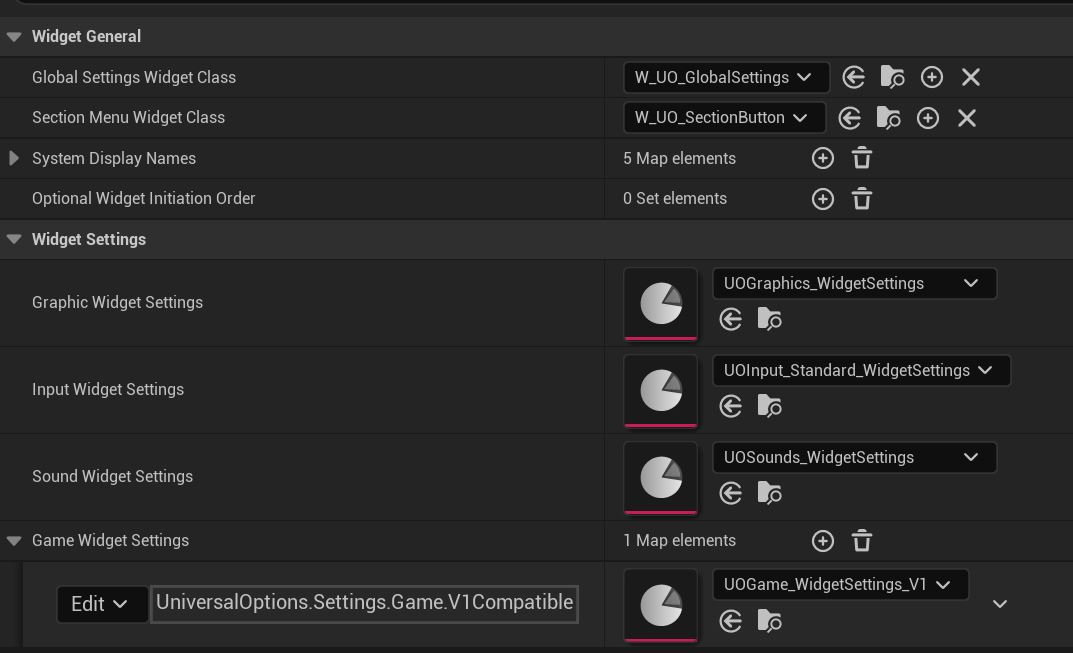 Widget General
Global Settings Widget Class
W_UO_GlobalSettings
Section Menu Widget Class
W_UO_SectionButton
System Display Names
5 Map elements
Optional Widget Initiation Order
0 Set elements
Widget Settings
Graphic Widget Settings
UOGraphics_WidgetSettings
Input Widget Settings
UOInput_Standard_WidgetSettings
Sound Widget Settings
UOSounds_WidgetSettings
Game Widget Settings
1 Map elements
Edit
UniversalOptions.Settings.Game.V1Compatible
UOGame_WidgetSettings_V1